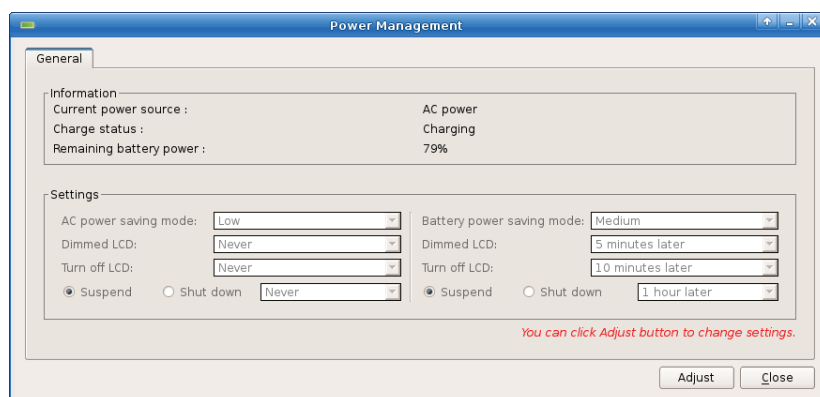 Power Management
General
Information
Current power source : AC power
Charge status : Charging
Remaining battery power : 79%
Settings
AC power saving mode: Low Battery power saving mode: Medium
Dimmed LCD: Never Dimmed LCD: 5 minutes later
Turn off LCD: Never Turn off LCD: 10 minutes later
Suspend Shut down Never Suspend Shut down 1 hour later
You can click Adjust button to change settings.
Adjust Close